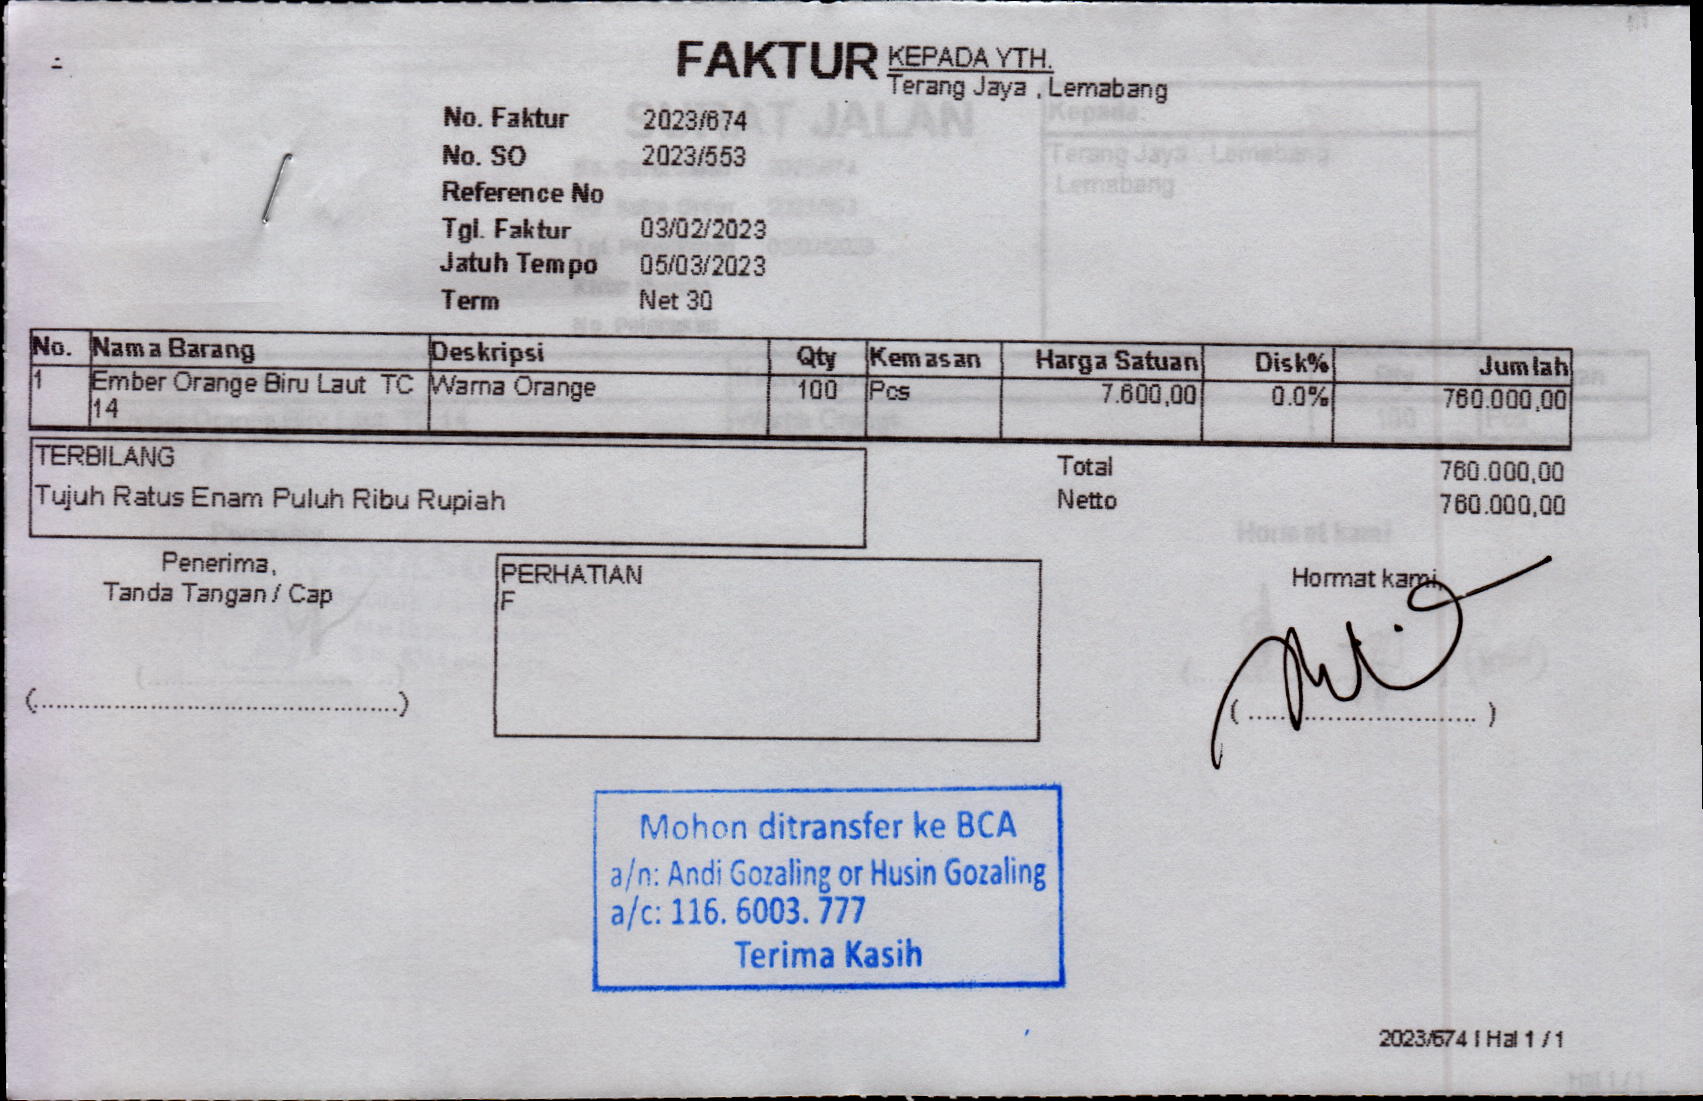 FAKTUR KEPADA YTH.
Terang Jaya , Lemabang
No. Faktur 2023/674
No. SO 2023/553
Reference No
Tgl. Faktur 03/02/2023
Jatuh Tempo 05/03/2023
Term Net 30
No. Nama Barang Deskripsi Qty Kemasan Harga Satuan Disk% Jumlah
1 Ember Orange Biru Laut TC 14 Warna Orange 100 Pcs 7.600,00 0.0% 760.000,00
TERBILANG
Tujuh Ratus Enam Puluh Ribu Rupiah
Total 760.000,00
Netto 760.000,00
Penerima,
Tanda Tangan / Cap
(..............................................)
PERHATIAN
F
Hormat kami,
( ............................. )
Mohon ditransfer ke BCA
a/n: Andi Gozaling or Husin Gozaling
a/c: 116. 6003. 777
Terima Kasih
2023/674 | Hal 1 / 1